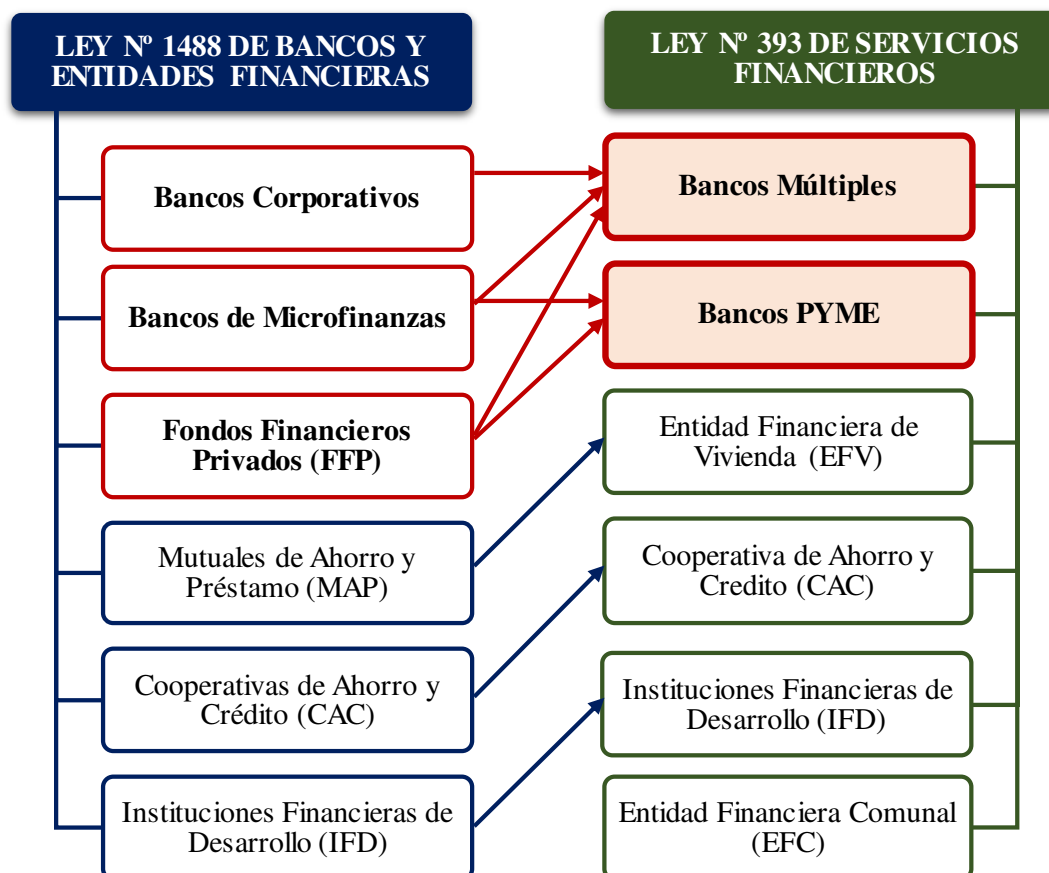 LEY Nº 1488 DE BANCOS Y
ENTIDADES FINANCIERAS
Bancos Corporativos
Bancos de Microfinanzas
Fondos Financieros
Privados (FFP)
Mutuales de Ahorro y
Préstamo (MAP)
Cooperativas de Ahorro y
Crédito (CAC)
Instituciones Financieras de
Desarrollo (IFD)
LEY Nº 393 DE SERVICIOS
FINANCIEROS
Bancos Múltiples
Bancos PYME
Entidad Financiera de
Vivienda (EFV)
Cooperativa de Ahorro y
Credito (CAC)
Instituciones Financieras de
Desarrollo (IFD)
Entidad Financiera Comunal
(EFC)